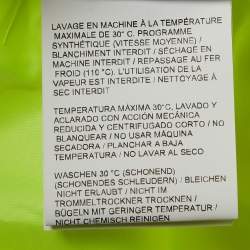 LAVAGE EN MACHINE À LA TEMPÉRATURE
MAXIMALE DE 30° C. PROGRAMME
SYNTHÉTIQUE (VITESSE MOYENNE) /
BLANCHIMENT INTERDIT / SÉCHAGE EN
MACHINE INTERDIT / REPASSAGE AU FER
FROID (110 °C). L'UTILISATION DE LA
VAPEUR EST INTERDITE / NETTOYAGE À
SEC INTERDIT
TEMPERATURA MÁXIMA 30°C. LAVADO Y
ACLARADO CON ACCIÓN MECÁNICA
REDUCIDA Y CENTRIFUGADO CORTO / NO
BLANQUEAR / NO USAR MÁQUINA
SECADORA / PLANCHAR A BAJA
TEMPERATURA / NO LAVAR AL SECO
WASCHEN 30 °C (SCHONEND)
(SCHONENDES SCHLEUDERN) / BLEICHEN
NICHT ERLAUBT / NICHT IM
TROMMELTROCKNER TROCKNEN /
BÜGELN MIT GERINGER TEMPERATUR /
NICHT CHEMISCH REINIGEN